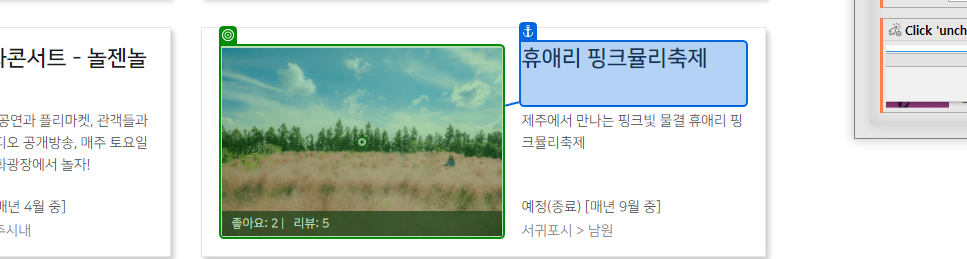 콘서트 - 놀젠놀
공연과 플리마켓, 관객들과
디오 공개방송, 매주 토요일
화광장에서 놀자!
매년 4월 중]
주시내
좋아요: 2 | 리뷰: 5
휴애리 핑크뮬리축제
제주에서 만나는 핑크빛 물결 휴애리 핑
크뮬리축제
예정(종료) [매년 9월 중]
서귀포시 > 남원
Click 'unch